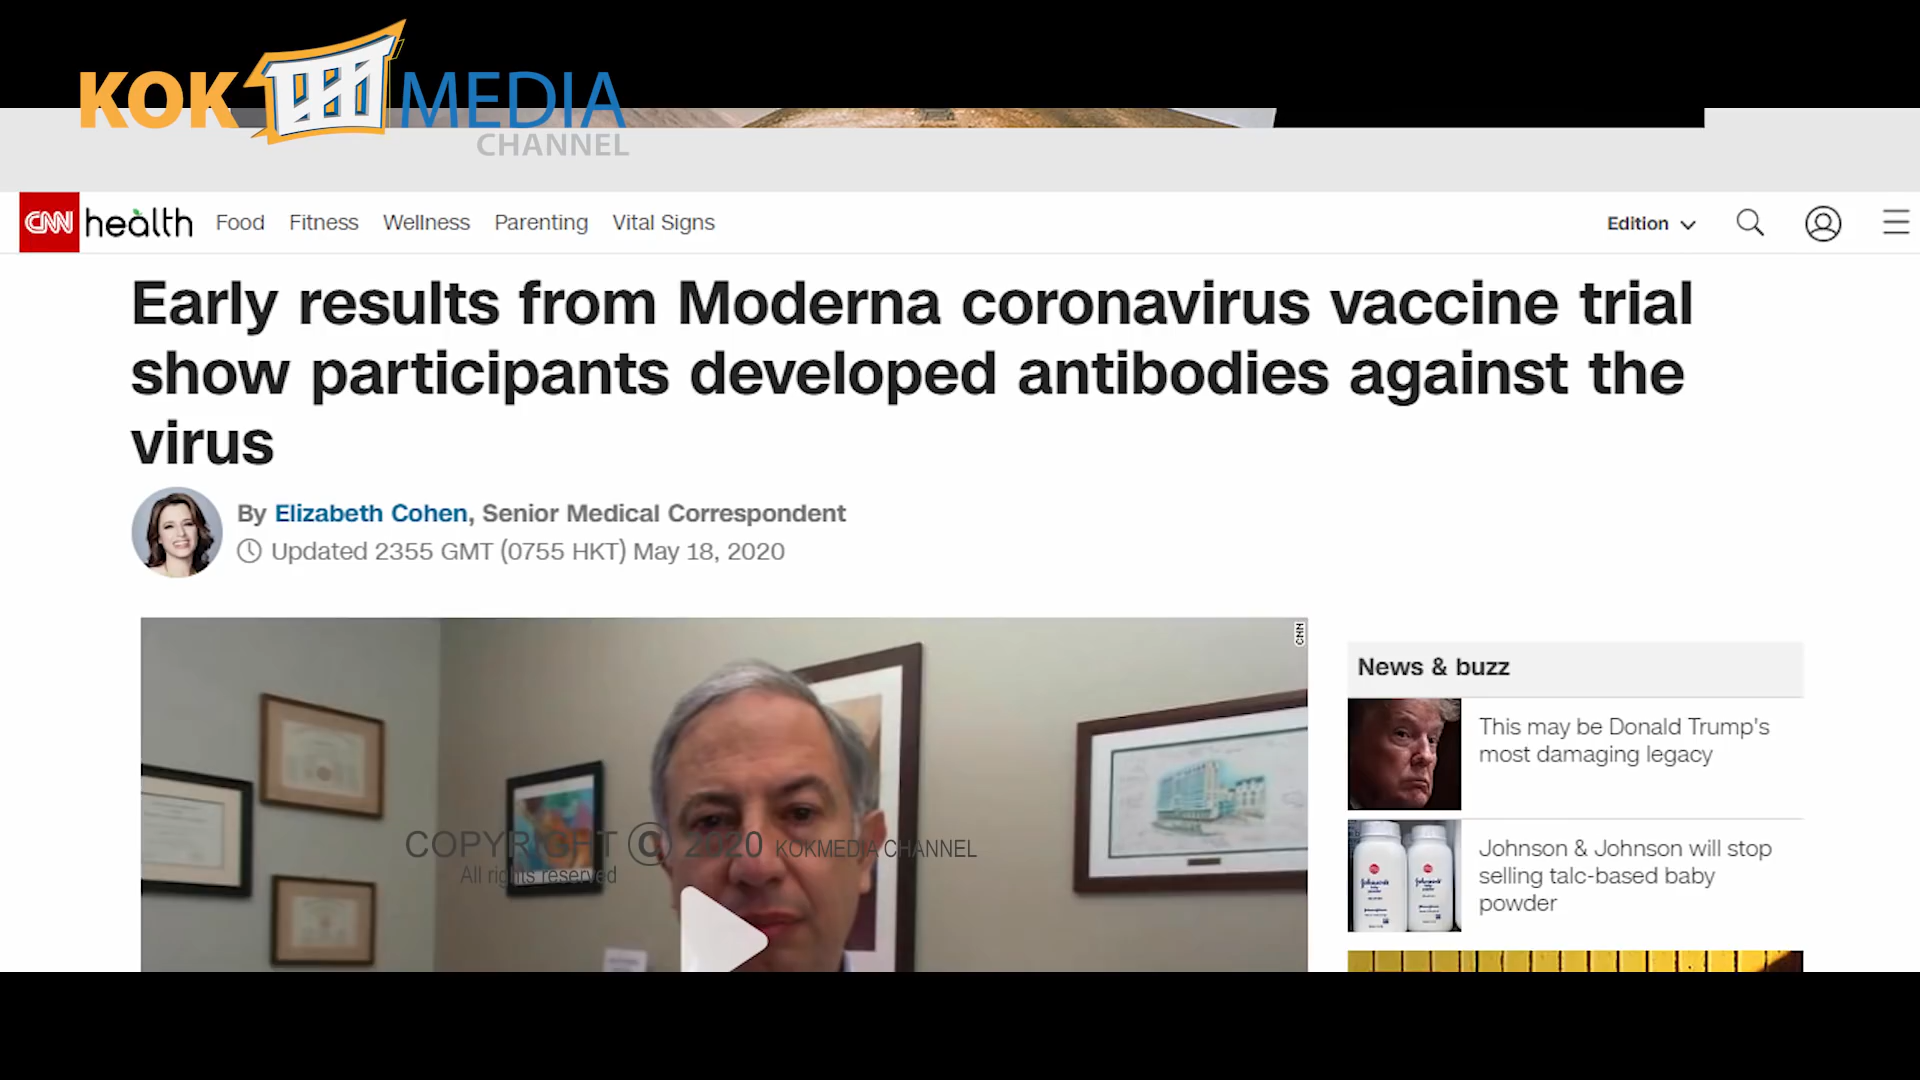 KOK MEDIA
CHANNEL
CNN health Food Fitness Wellness Parenting Vital Signs Edition
Early results from Moderna coronavirus vaccine trial
show participants developed antibodies against the
virus
By Elizabeth Cohen, Senior Medical Correspondent
Updated 2355 GMT (0755 HKT) May 18, 2020
CNN
COPYRIGHT © 2020 KOKMEDIA CHANNEL
All rights reserved
News & buzz
This may be Donald Trump's
most damaging legacy
Johnson & Johnson will stop
selling talc-based baby
powder